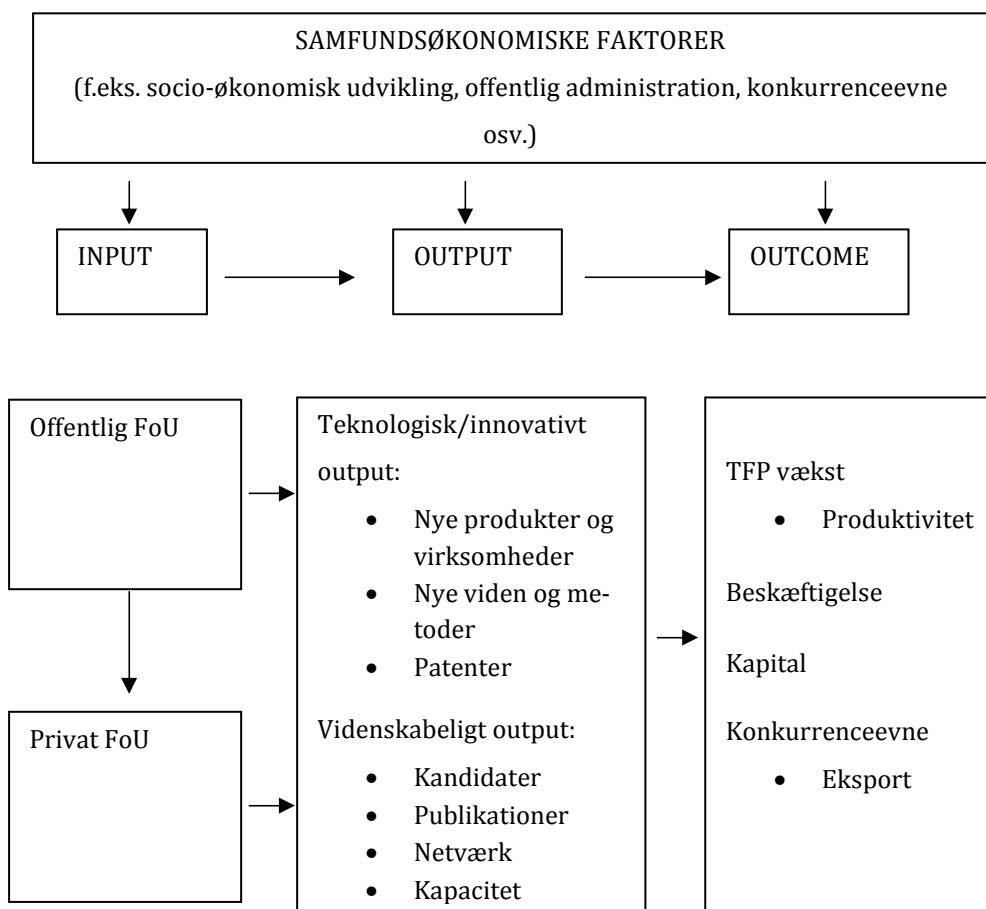 SAMFUNDSØKONOMISKE FAKTORER
(f.eks. socio-økonomisk udvikling, offentlig administration, konkurrenceevne
osv.)
INPUT
OUTPUT
OUTCOME
Offentlig FoU
Privat FoU
Teknologisk/innovativt
output:
• Nye produkter og
virksomheder
• Nye viden og me-
toder
• Patenter
Videnskabeligt output:
• Kandidater
• Publikationer
• Netværk
• Kapacitet
TFP vækst
• Produktivitet
Beskæftigelse
Kapital
Konkurrenceevne
• Eksport